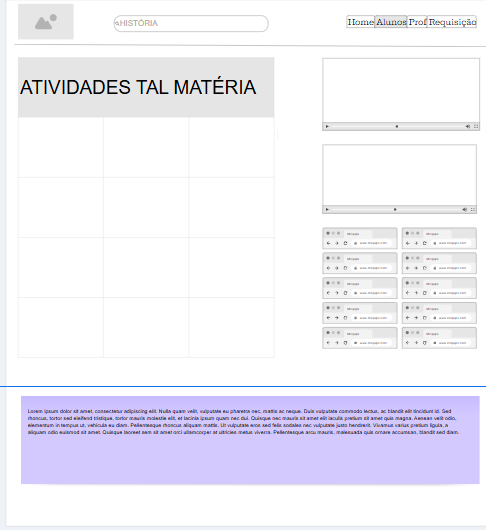 HISTÓRIA
Home Alunos Prof Requisição
ATIVIDADES TAL MATÉRIA
Lorem ipsum dolor sit amet, consectetur adipiscing elit. Nulla quam velit, vulputate eu pharetra nec, mattis ac neque. Duis vulputate commodo lectus, ac blandit elit tincidunt id. Sed
rhoncus, tortor sed eleifend tristique, tortor mauris molestie elit, et lacinia ipsum quam nec dui. Quisque nec mauris sit amet elit iaculis pretium sit amet quis magna. Aenean velit odio,
elementum in tempus ut, vehicula eu diam. Pellentesque rhoncus aliquam mattis. Ut vulputate eros sed felis sodales nec vulputate justo hendrerit. Vivamus varius pretium ligula, a
aliquam odio euismod sit amet. Quisque laoreet sem sit amet orci ullamcorper at ultricies metus viverra. Pellentesque arcu mauris, malesuada quis ornare accumsan, blandit sed diam.